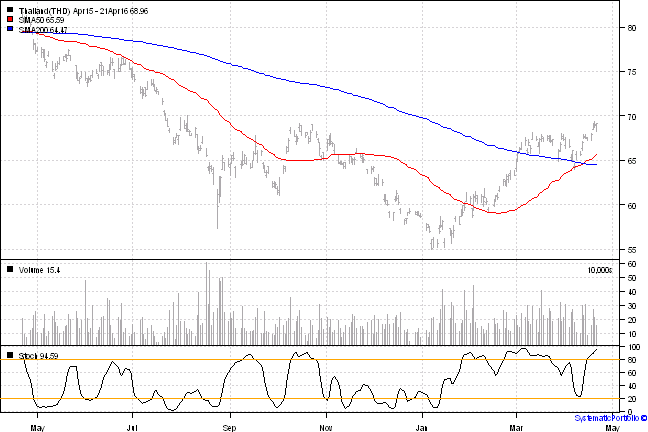 Thailand(THD) Apr15 - 21Apr16 68.96
SMA50 65.59
SMA200 64.47
80
75
70
65
60
55
Volume 15.4
10,000s
60
50
40
30
20
10
Stoch 94.59
100
80
60
40
20
0
May Jul Sep Nov Jan Mar May
SystematicPortfolio ©